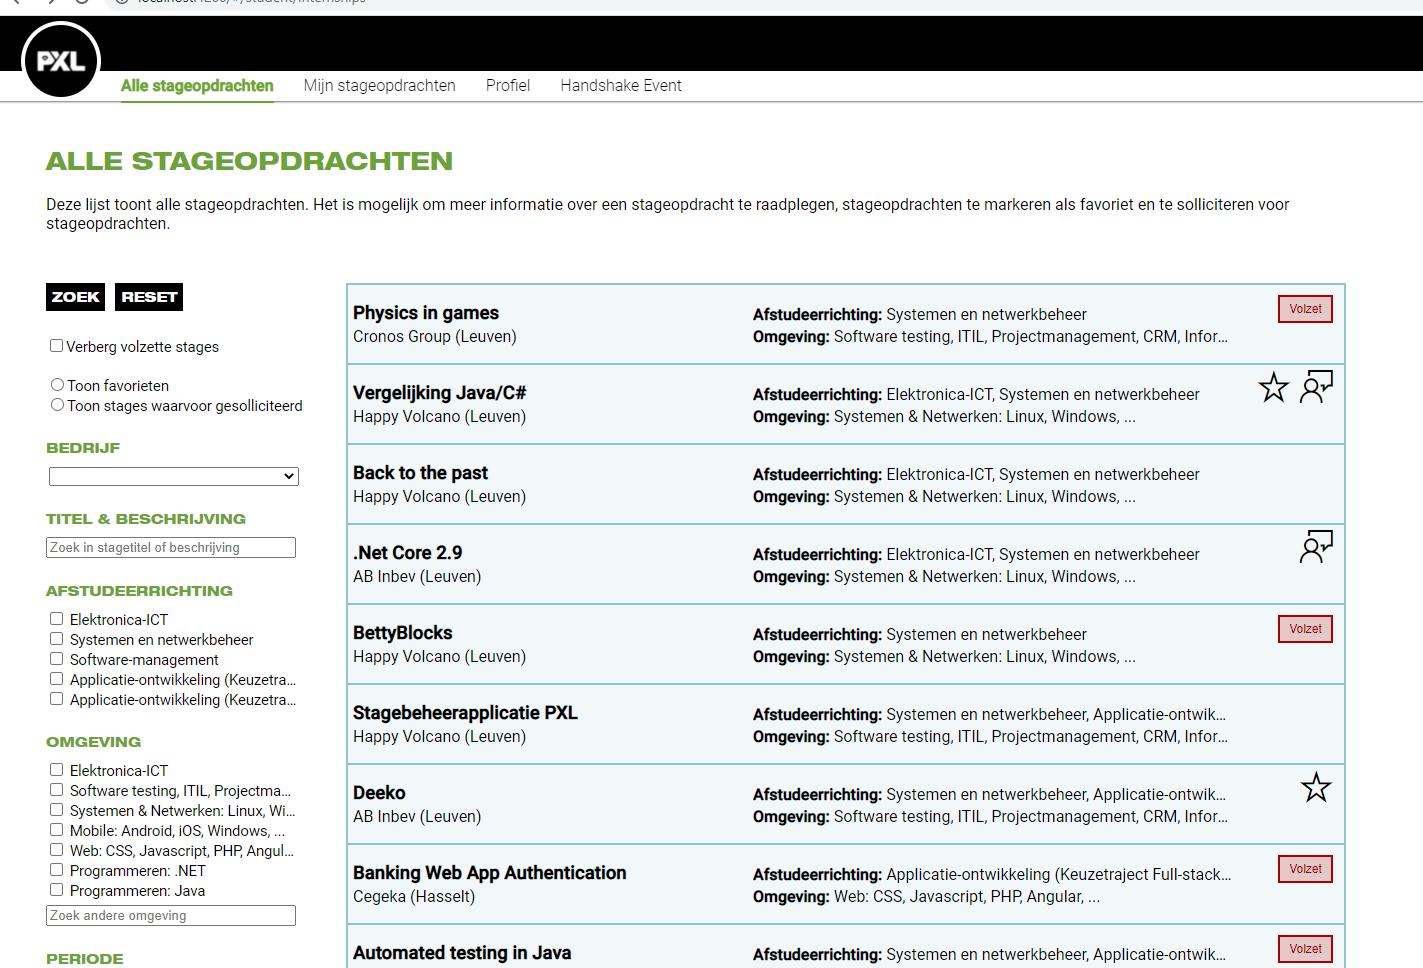 localhost:4200/#/student/internships
PXL
Alle stageopdrachten Mijn stageopdrachten Profiel Handshake Event
ALLE STAGEOPDRACHTEN
Deze lijst toont alle stageopdrachten. Het is mogelijk om meer informatie over een stageopdracht te raadplegen, stageopdrachten te markeren als favoriet en te solliciteren voor
stageopdrachten.
ZOEK RESET
Verberg volzette stages
Toon favorieten
Toon stages waarvoor gesolliciteerd
BEDRIJF
TITEL & BESCHRIJVING
Zoek in stagetitel of beschrijving
AFSTUDEERRICHTING
Elektronica-ICT
Systemen en netwerkbeheer
Software-management
Applicatie-ontwikkeling (Keuzetra...
Applicatie-ontwikkeling (Keuzetra...
OMGEVING
Elektronica-ICT
Software testing, ITIL, Projectma...
Systemen & Netwerken: Linux, Wi...
Mobile: Android, iOS, Windows, ...
Web: CSS, Javascript, PHP, Angul...
Programmeren: .NET
Programmeren: Java
Zoek andere omgeving
PERIODE
Physics in games
Cronos Group (Leuven)
Afstudeerrichting: Systemen en netwerkbeheer
Omgeving: Software testing, ITIL, Projectmanagement, CRM, Infor...
Volzet
Vergelijking Java/C#
Happy Volcano (Leuven)
Afstudeerrichting: Elektronica-ICT, Systemen en netwerkbeheer
Omgeving: Systemen & Netwerken: Linux, Windows, ...
Back to the past
Happy Volcano (Leuven)
Afstudeerrichting: Elektronica-ICT, Systemen en netwerkbeheer
Omgeving: Systemen & Netwerken: Linux, Windows, ...
.Net Core 2.9
AB Inbev (Leuven)
Afstudeerrichting: Elektronica-ICT, Systemen en netwerkbeheer
Omgeving: Systemen & Netwerken: Linux, Windows, ...
BettyBlocks
Happy Volcano (Leuven)
Afstudeerrichting: Systemen en netwerkbeheer
Omgeving: Systemen & Netwerken: Linux, Windows, ...
Volzet
Stagebeheerapplicatie PXL
Happy Volcano (Leuven)
Afstudeerrichting: Systemen en netwerkbeheer, Applicatie-ontwik...
Omgeving: Software testing, ITIL, Projectmanagement, CRM, Infor...
Deeko
AB Inbev (Leuven)
Afstudeerrichting: Systemen en netwerkbeheer, Applicatie-ontwik...
Omgeving: Software testing, ITIL, Projectmanagement, CRM, Infor...
Banking Web App Authentication
Cegeka (Hasselt)
Afstudeerrichting: Applicatie-ontwikkeling (Keuzetraject Full-stack...
Omgeving: Web: CSS, Javascript, PHP, Angular, ...
Volzet
Automated testing in Java
Afstudeerrichting: Systemen en netwerkbeheer, Applicatie-ontwik...
Volzet